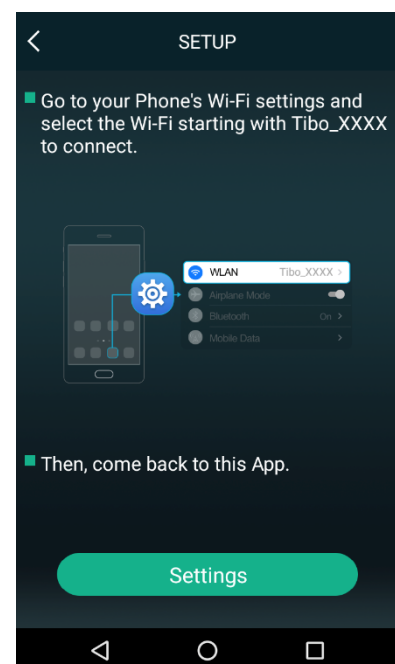 SETUP
Go to your Phone's Wi-Fi settings and
select the Wi-Fi starting with Tibo_XXXX
to connect.
WLAN Tibo_XXXX
Airplane Mode
Bluetooth On
Mobile Data
Then, come back to this App.
Settings